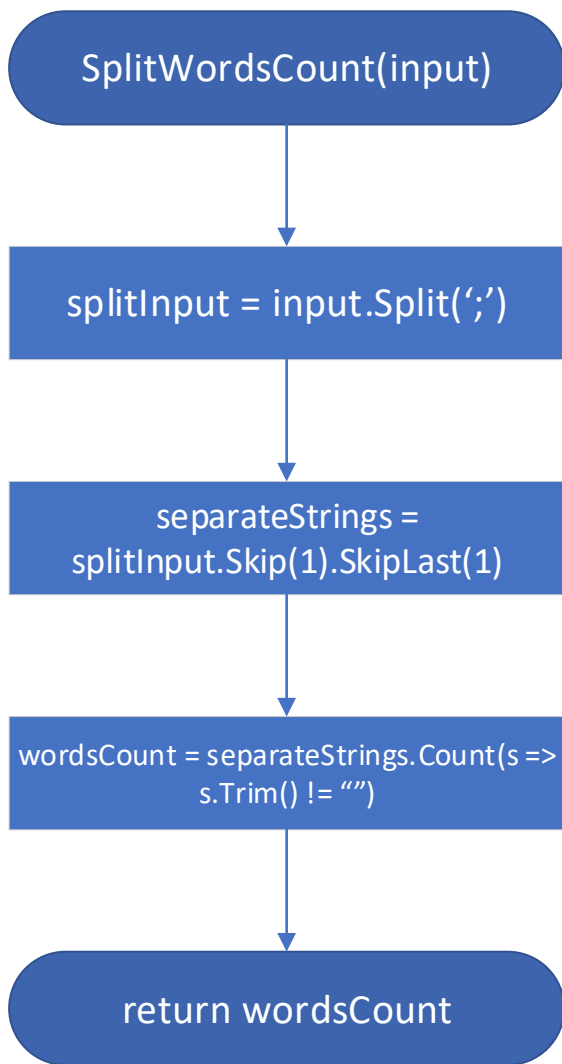 SplitWordsCount(input)
splitInput = input.Split(‘;’)
separateStrings =
splitInput.Skip(1).SkipLast(1)
wordsCount = separateStrings.Count(s =>
s.Trim() != “”)
return wordsCount